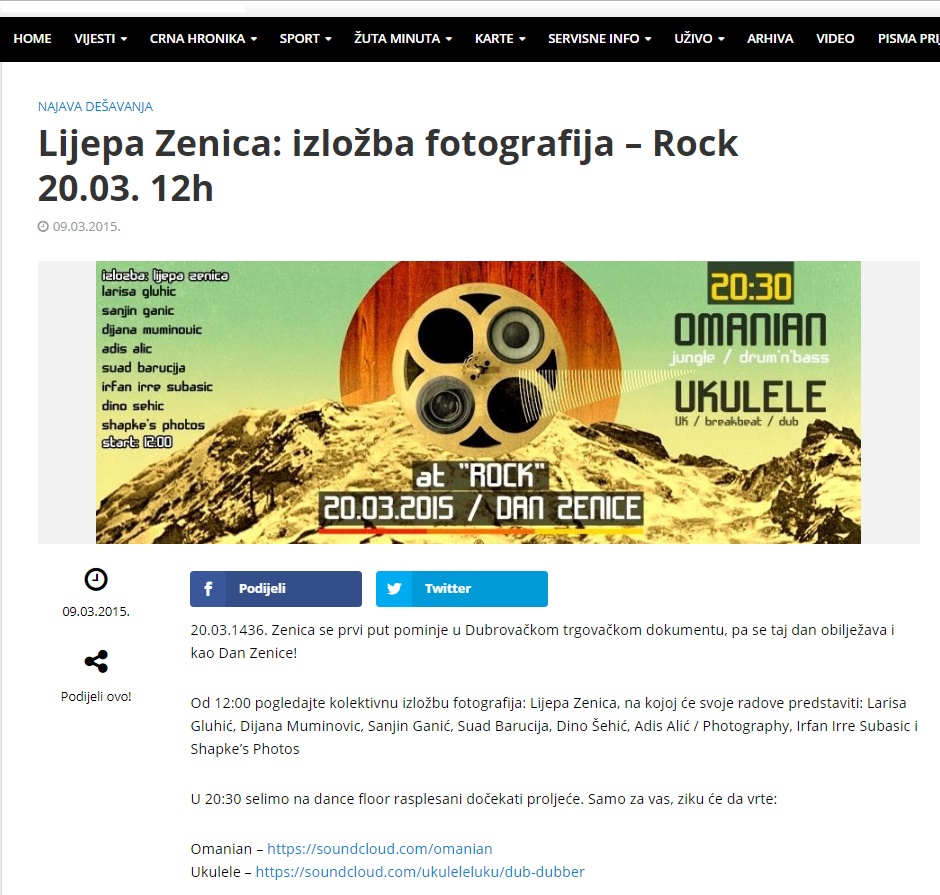 HOME VIJESTI CRNA HRONIKA SPORT ŽUTA MINUTA KARTE SERVISNE INFO UŽIVO ARHIVA VIDEO PISMA PRIJ
NAJAVA DEŠAVANJA
Lijepa Zenica: izložba fotografija – Rock
20.03. 12h
09.03.2015.
izlozba: lijepa zenica
larisa gluhic
sanjin ganic
dijana muminovic
adis alic
suad barucija
irfan irre subasic
dino sehic
shapke's photos
start: 12:00
20:30
OMANIAN
jungle / drum'n'bass
UKULELE
UK / breakbeat / dub
at "ROCK"
20.03.2015 / DAN ZENICE
09.03.2015.
Podijeli ovo!
Podijeli
Twitter
20.03.1436. Zenica se prvi put pominje u Dubrovačkom trgovačkom dokumentu, pa se taj dan obilježava i
kao Dan Zenice!
Od 12:00 pogledajte kolektivnu izložbu fotografija: Lijepa Zenica, na kojoj će svoje radove predstaviti: Larisa
Gluhić, Dijana Muminovic, Sanjin Ganić, Suad Barucija, Dino Šehić, Adis Alić / Photography, Irfan Irre Subasic i
Shapke’s Photos
U 20:30 selimo na dance floor rasplesani dočekati proljeće. Samo za vas, ziku će da vrte:
Omanian – https://soundcloud.com/omanian
Ukulele – https://soundcloud.com/ukuleleluku/dub-dubber